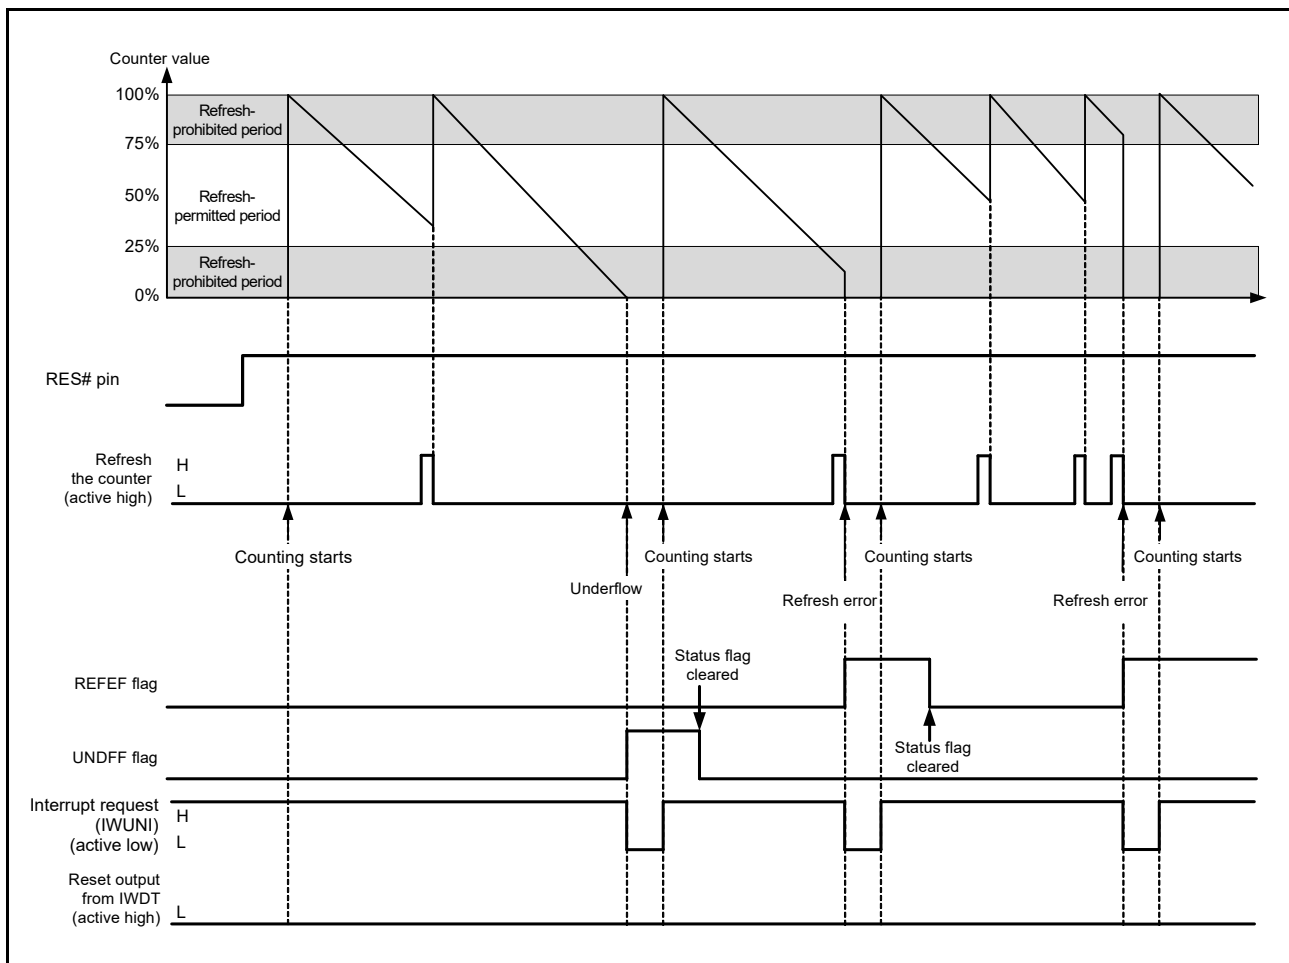 Counter value
100%
Refresh-
prohibited period
75%
50%
Refresh-
permitted period
25%
Refresh-
prohibited period
0%
RES# pin
Refresh
the counter
(active high)
H
L
Counting starts
Counting starts
Counting starts
Counting starts
Underflow
Refresh error
Refresh error
Status flag
cleared
REFEF flag
Status flag
cleared
UNDFF flag
Interrupt request
(IWUNI)
(active low)
H
L
Reset output
from IWDT
(active high)
L